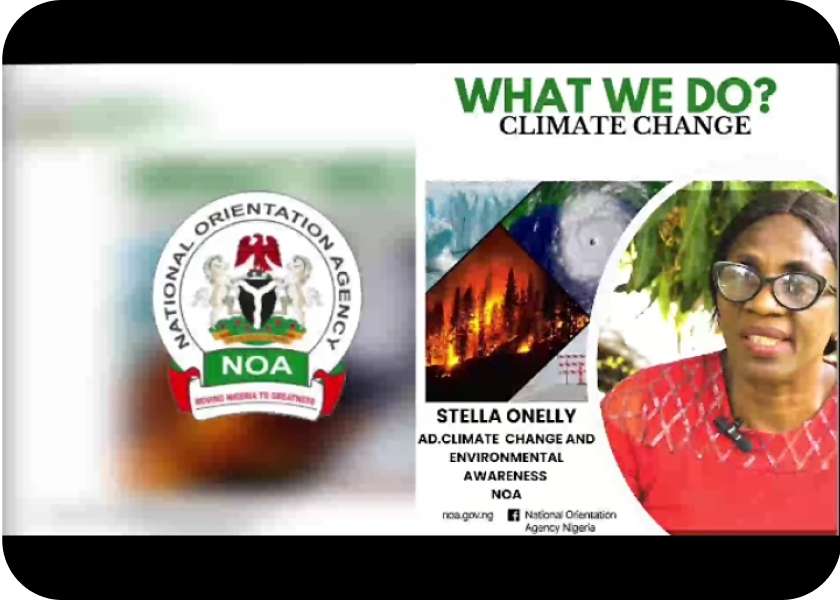 NATIONAL ORIENTATION AGENCY
NOA
MOVING NIGERIA TO GREATNESS
WHAT WE DO?
CLIMATE CHANGE
STELLA ONELLY
AD.CLIMATE CHANGE AND
ENVIRONMENTAL
AWARENESS
NOA
noa.gov.ng
National Orientation
Agency Nigeria